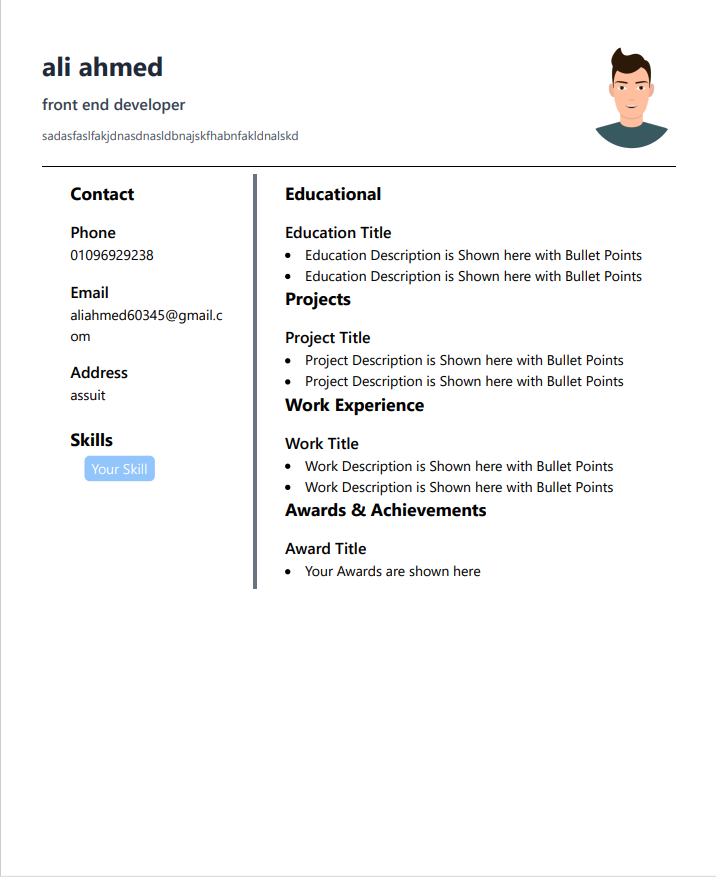 ali ahmed
front end developer
sadasfaslfakjdnasdnasldbnajskfhabnfakldnalskd
Contact
Phone
01096929238
Email
aliahmed60345@gmail.c
om
Address
assuit
Skills
Your Skill
Educational
Education Title
• Education Description is Shown here with Bullet Points
• Education Description is Shown here with Bullet Points
Projects
Project Title
• Project Description is Shown here with Bullet Points
• Project Description is Shown here with Bullet Points
Work Experience
Work Title
• Work Description is Shown here with Bullet Points
• Work Description is Shown here with Bullet Points
Awards & Achievements
Award Title
• Your Awards are shown here